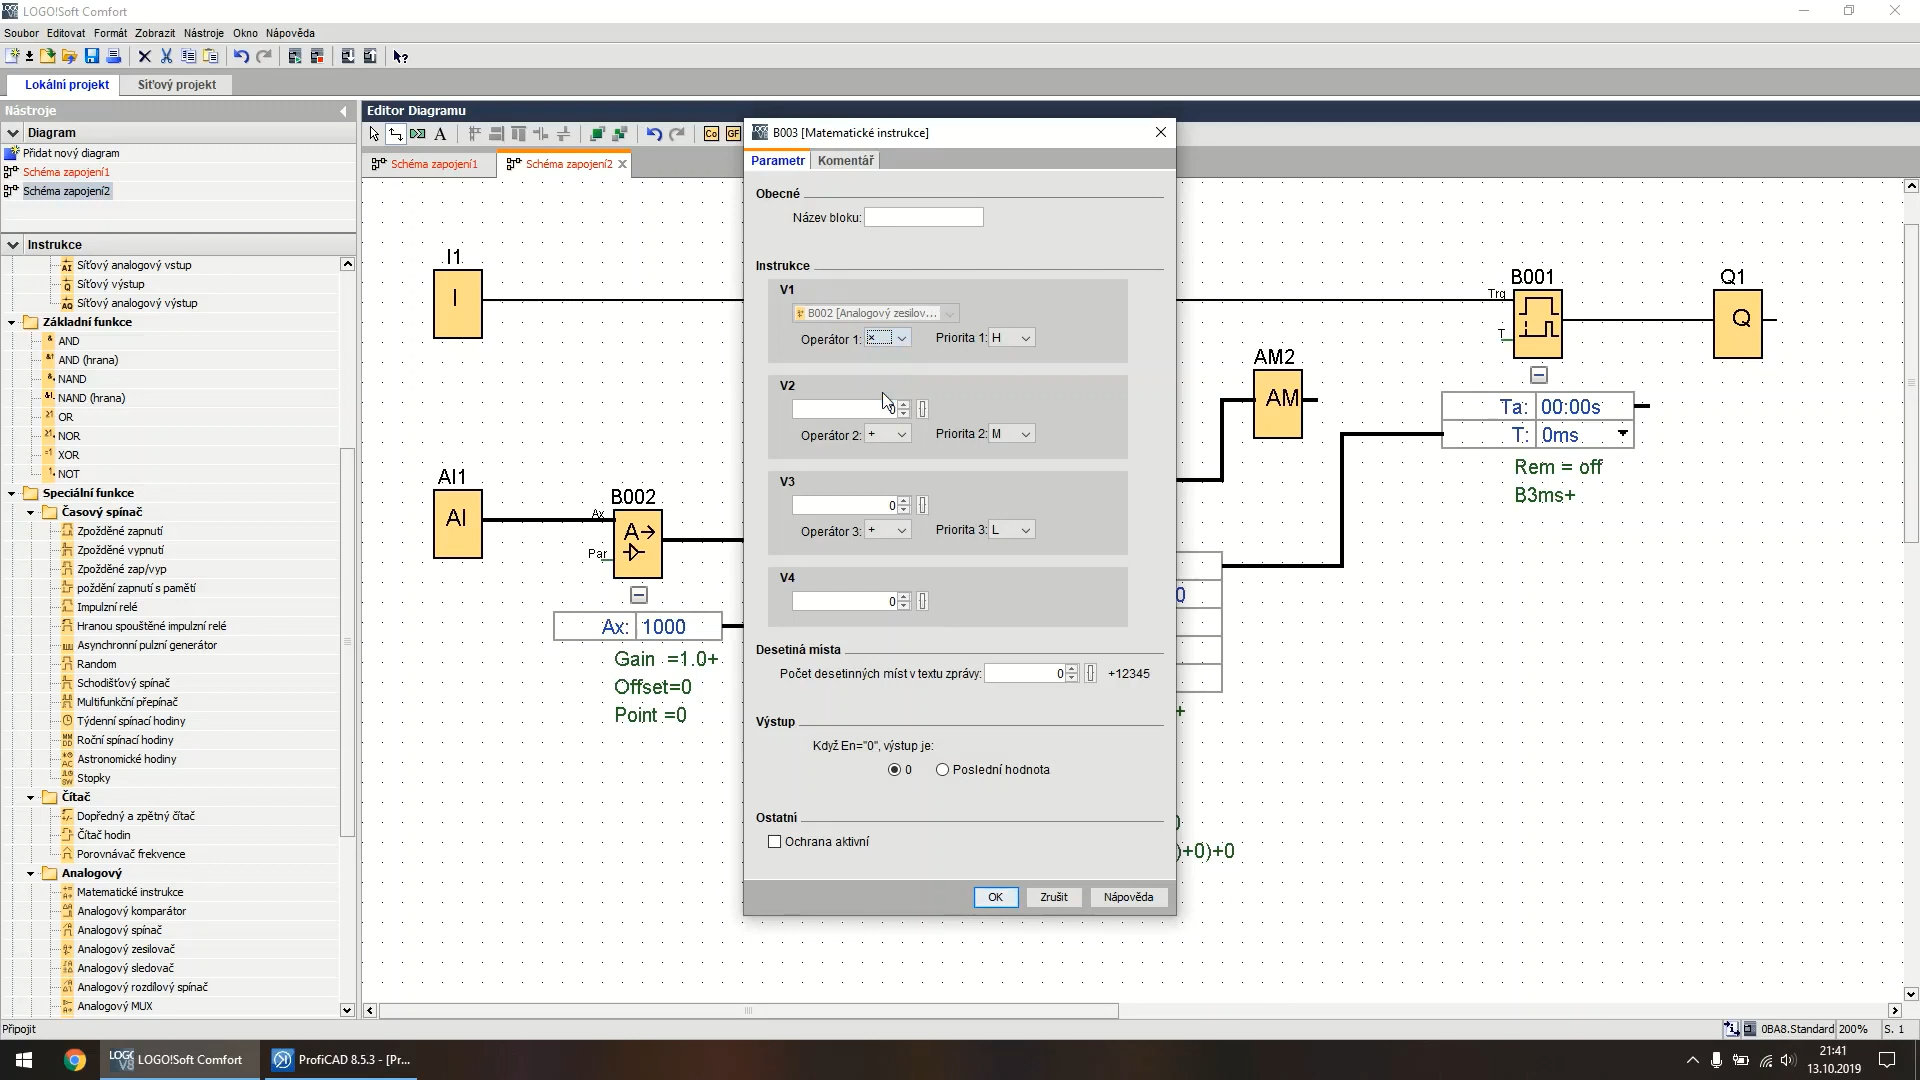 LOGO!Soft Comfort
Soubor Editovat Formát Zobrazit Nástroje Okno Nápověda
Lokální projekt Síťový projekt
Nástroje
Diagram
Přidat nový diagram
Schéma zapojení1
Schéma zapojení2
Instrukce
Síťový analogový vstup
Síťový výstup
Síťový analogový výstup
Základní funkce
AND
AND (hrana)
NAND
NAND (hrana)
OR
NOR
XOR
NOT
Speciální funkce
Časový spínač
Zpožděné zapnutí
Zpožděné vypnutí
Zpožděné zap/vyp
poždění zapnutí s pamětí
Impulzní relé
Hranou spouštěné impulzní relé
Asynchronní pulzní generátor
Random
Schodišťový spínač
Multifunkční přepínač
Týdenní spínací hodiny
Roční spínací hodiny
Astronomické hodiny
Stopky
Čítač
Dopředný a zpětný čítač
Čítač hodin
Porovnávač frekvence
Analogový
Matematické instrukce
Analogový komparátor
Analogový spínač
Analogový zesilovač
Analogový sledovač
Analogový rozdílový spínač
Analogový MUX
Editor Diagramu
A Co GF
Schéma zapojení1 Schéma zapojení2
I1
I
AI1
AI
B002
Ax
A→
Par
Ax: 1000
Gain =1.0+
Offset=0
Point =0
B003 [Matematické instrukce]
Parametr Komentář
Obecné
Název bloku:
Instrukce
V1
B002 [Analogový zesilov...
Operátor 1: × Priorita 1: H
V2
0
Operátor 2: + Priorita 2: M
V3
0
Operátor 3: + Priorita 3: L
V4
0
Desetiná místa
Počet desetinných míst v textu zprávy: 0 +12345
Výstup
Když En="0", výstup je:
0 Poslední hodnota
Ostatní
Ochrana aktivní
OK Zrušit Nápověda
0
+
)+0)+0
AM2
AM
B001
Trg
T
Q1
Q
Ta: 00:00s
T: 0ms
Rem = off
B3ms+
Připojit
0BA8.Standard 200% S. 1
LOGO!Soft Comfort
ProfiCAD 8.5.3 - [Pr...
21:41
13.10.2019